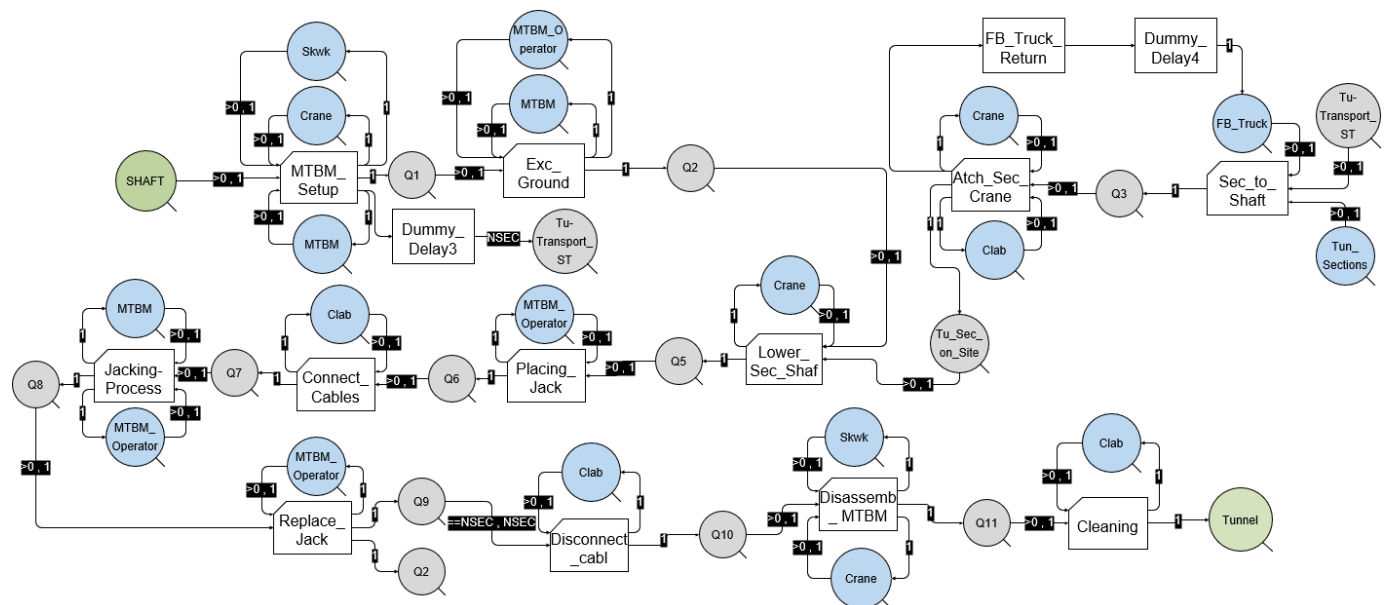 Skwk
>0, 1
1
Crane
>0, 1
1
SHAFT
>0, 1
MTBM_
Setup
1
Q1
>0, 1
1
MTBM
Dummy_
Delay3
NSEC
Tu-
Transport_
ST
MTBM_O
perator
>0, 1
1
MTBM
>0, 1
1
>0, 1
Exc_
Ground
1
Q2
>0, 1
FB_Truck_
Return
Dummy_
Delay4
1
FB_Truck
>0, 1
Tu-
Transport_
ST
>0, 1
Crane
1
>0, 1
Atch_Sec_
Crane
>0, 1
Q3
1
Sec_to_
Shaft
>0, 1
Tun_
Sections
1
1
>0, 1
Clab
Tu_Sec_
on_Site
>0, 1
Crane
1
>0, 1
Lower_
Sec_Shaf
1
Q5
>0, 1
MTBM_
Operator
1
>0, 1
Placing_
Jack
1
Q6
>0, 1
Clab
1
>0, 1
Connect_
Cables
1
Q7
>0, 1
MTBM
1
>0, 1
Jacking-
Process
1
Q8
1
>0, 1
MTBM_
Operator
>0, 1
MTBM_
Operator
>0, 1
1
Replace_
Jack
1
Q9
1
Q2
==NSEC, NSEC
Clab
>0, 1
1
Disconnect
_cabl
1
Q10
>0, 1
Skwk
>0, 1
1
Disassemb
_ MTBM
1
>0, 1
1
Crane
Q11
>0, 1
Clab
>0, 1
1
Cleaning
1
Tunnel